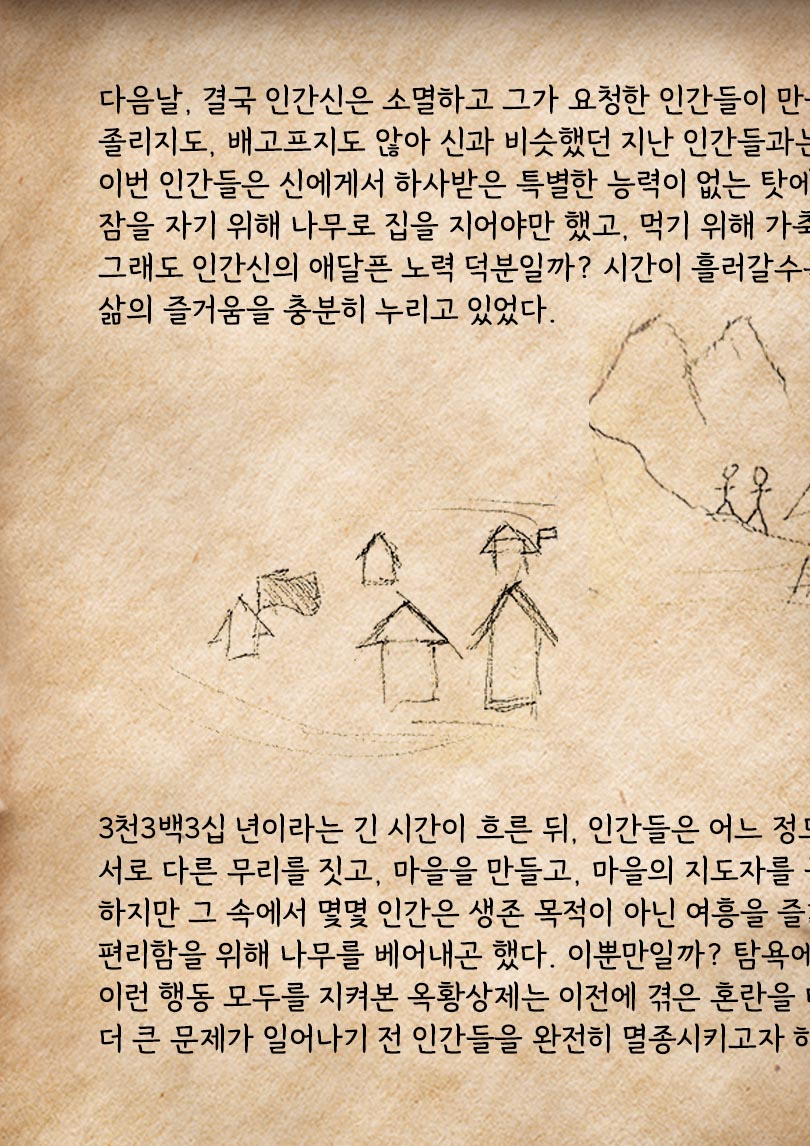 다음날, 결국 인간신은 소멸하고 그가 요청한 인간들이
졸리지도, 배고프지도 않아 신과 비슷했던 지난 인간들과는
이번 인간들은 신에게서 하사받은 특별한 능력이 없는 탓에
잠을 자기 위해 나무로 집을 지어야만 했고, 먹기 위해
그래도 인간신의 애달픈 노력 덕분일까? 시간이 흘러갈수
삶의 즐거움을 충분히 누리고 있었다.
3천3백3십 년이라는 긴 시간이 흐른 뒤, 인간들은 어느
서로 다른 무리를 짓고, 마을을 만들고, 마을의 지도자를
하지만 그 속에서 몇몇 인간은 생존 목적이 아닌 여흥을
편리함을 위해 나무를 베어내곤 했다. 이뿐만일까? 탐욕에
이런 행동 모두를 지켜본 옥황상제는 이전에 겪은 혼란을
더 큰 문제가 일어나기 전 인간들을 완전히 멸종시키고자